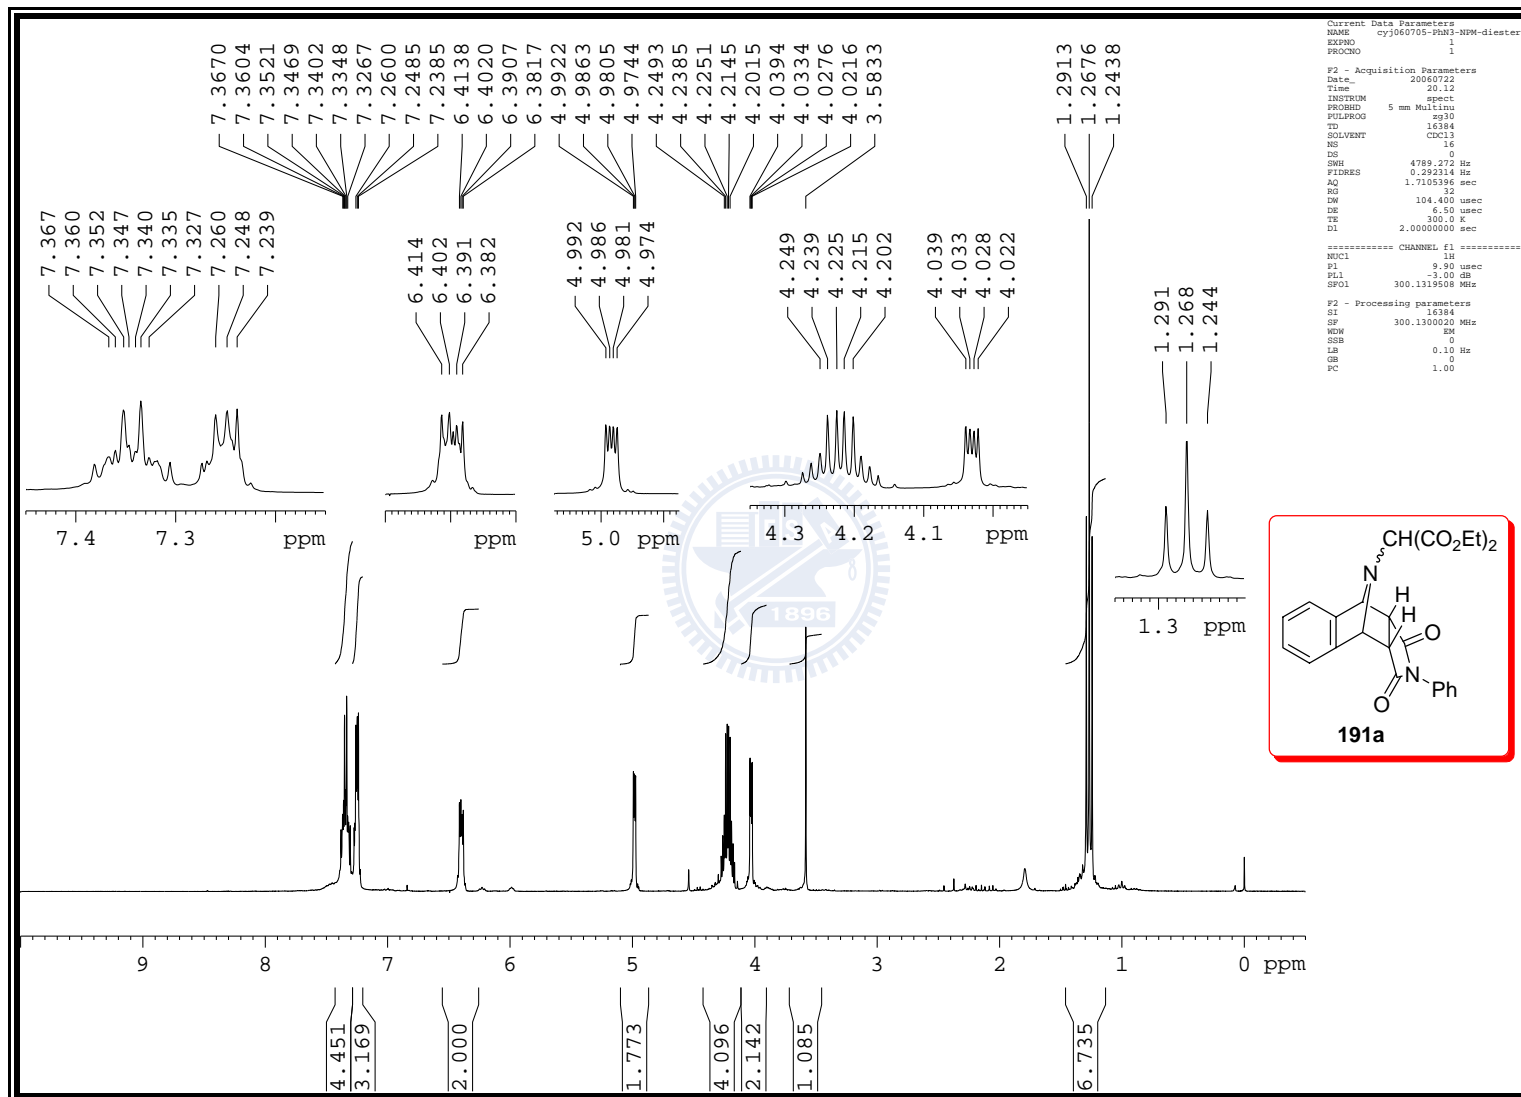 7.3670
7.3604
7.3521
7.3469
7.3402
7.3348
7.3267
7.2600
7.2485
7.2385
6.4138
6.4020
6.3907
6.3817
4.9922
4.9863
4.9805
4.9744
4.2493
4.2385
4.2251
4.2145
4.2015
4.0394
4.0334
4.0276
4.0216
3.5833
1.2913
1.2676
1.2438
7.367
7.360
7.352
7.347
7.340
7.335
7.327
7.260
7.248
7.239
6.414
6.402
6.391
6.382
4.992
4.986
4.981
4.974
4.249
4.239
4.225
4.215
4.202
4.039
4.033
4.028
4.022
1.291
1.268
1.244
7.4 7.3 ppm
ppm
5.0 ppm
4.3 4.2 4.1 ppm
1.3 ppm
Current Data Parameters
NAME cyj060705-PhN3-NPM-diester
EXPNO 1
PROCNO 1
F2 - Acquisition Parameters
Date_ 20060722
Time 20.12
INSTRUM spect
PROBHD 5 mm Multinu
PULPROG zg30
TD 16384
SOLVENT CDCl3
NS 16
DS 0
SWH 4789.272 Hz
FIDRES 0.292314 Hz
AQ 1.7105396 sec
RG 32
DW 104.400 usec
DE 6.50 usec
TE 300.0 K
D1 2.00000000 sec
============ CHANNEL f1 ===========
NUC1 1H
P1 9.90 usec
PL1 -3.00 dB
SFO1 300.1319508 MHz
F2 - Processing parameters
SI 16384
SF 300.1300020 MHz
WDW EM
SSB 0
LB 0.10 Hz
GB 0
PC 1.00
1896
CH(CO2Et)2
N
H
H
O
N Ph
O
191a
9 8 7 6 5 4 3 2 1 0 ppm
4.451
3.169
2.000
1.773
4.096
2.142
1.085
6.735